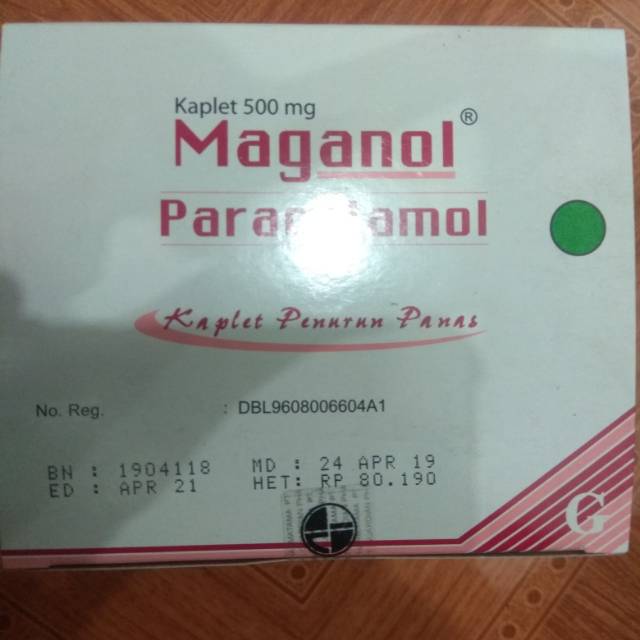 Kaplet 500 mg
Maganol®
Kaplet Penurun Panas
No. Reg. : DBL9608006604A1
BN : 1904118 MD : 24 APR 19
ED : APR 21 HET: RP 80.190
G